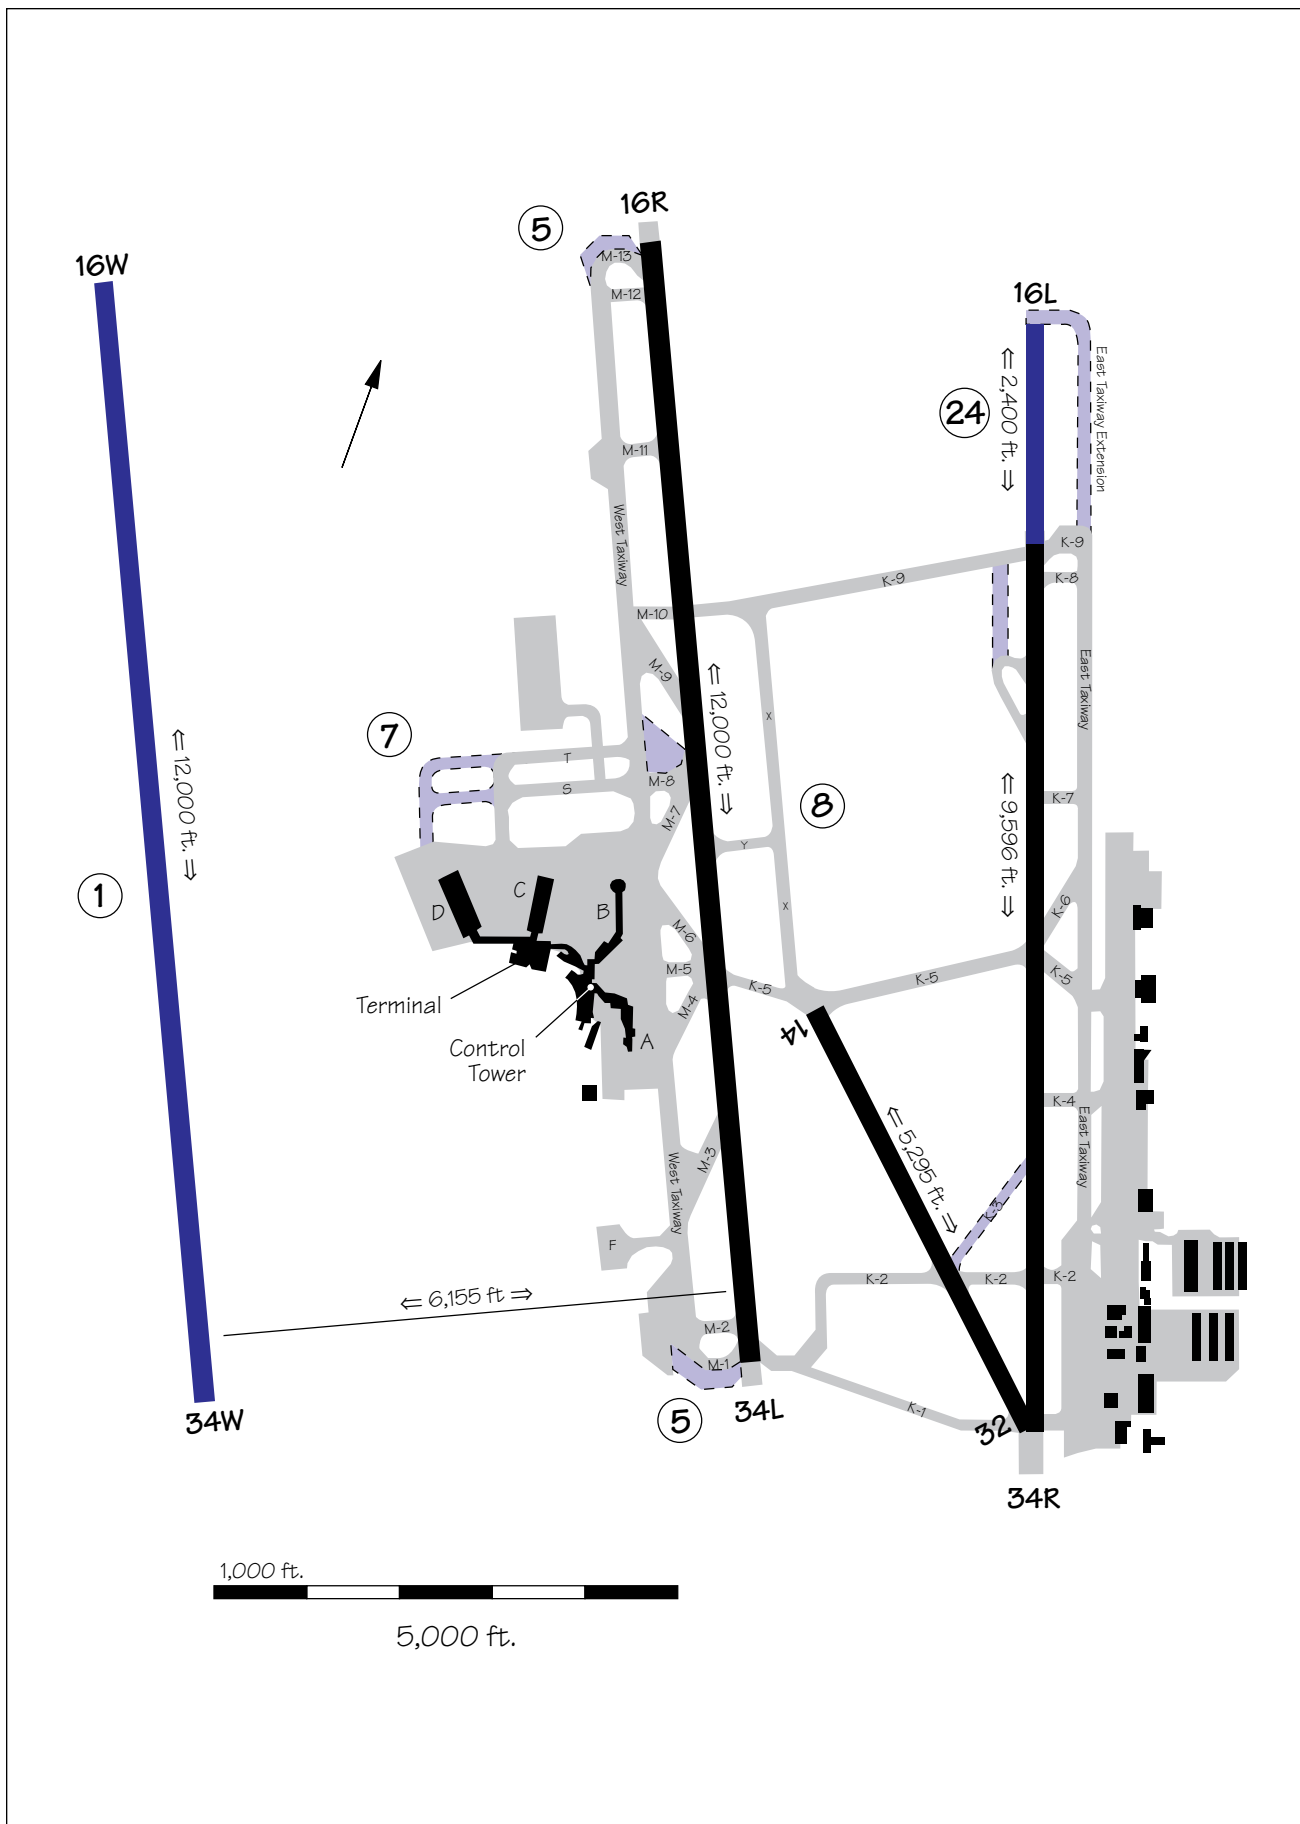 16R
5
16W
M-13
M-12
16L
⇐ 2,400 ft. ⇒
East Taxiway Extension
24
M-11
West Taxiway
K-9
K-9
K-8
M-10
M-9
East Taxiway
⇐ 12,000 ft. ⇒
X
7
⇐ 12,000 ft. ⇒
T
S
M-8
M-7
8
⇐ 9,596 ft. ⇒
K-7
Y
1
D
C
B
X
K-6
M-6
M-5
M-4
K-5
K-5
K-5
Terminal
14
Control
Tower
A
K-4
East Taxiway
⇐ 5,295 ft. ⇒
M-3
West Taxiway
K-3
F
K-2
K-2
K-2
⇐ 6,155 ft ⇒
M-2
M-1
34W
5
34L
K-1
32
34R
1,000 ft.
5,000 ft.